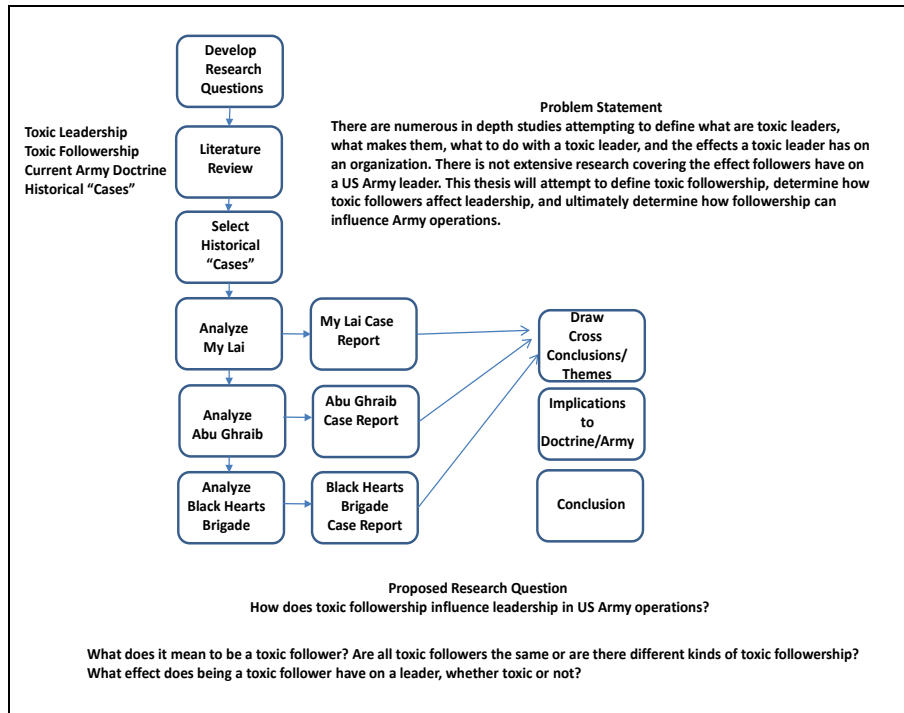 Develop
Research
Questions
Toxic Leadership
Toxic Followership
Current Army Doctrine
Historical “Cases”
Literature
Review
Problem Statement
There are numerous in depth studies attempting to define what are toxic leaders,
what makes them, what to do with a toxic leader, and the effects a toxic leader has on
an organization. There is not extensive research covering the effect followers have on
a US Army leader. This thesis will attempt to define toxic followership, determine how
toxic followers affect leadership, and ultimately determine how followership can
influence Army operations.
Select
Historical
“Cases”
Analyze
My Lai
My Lai Case
Report
Draw
Cross
Conclusions/
Themes
Analyze
Abu Ghraib
Abu Ghraib
Case Report
Implications
to
Doctrine/Army
Analyze
Black Hearts
Brigade
Black Hearts
Brigade
Case Report
Conclusion
Proposed Research Question
How does toxic followership influence leadership in US Army operations?
What does it mean to be a toxic follower? Are all toxic followers the same or are there different kinds of toxic followership?
What effect does being a toxic follower have on a leader, whether toxic or not?